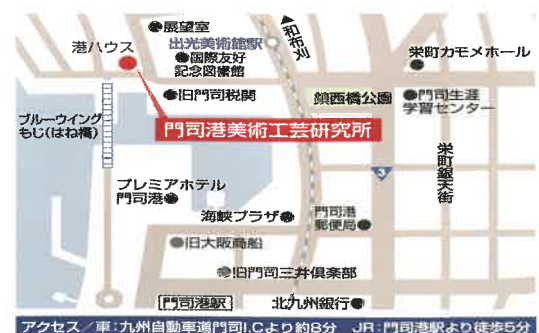 展望室
▲和布刈
港ハウス
出光美術館駅
国際友好
記念図書館
栄町カモメホール
旧門司税関
鎮西橋公園
門司生涯
学習センター
ブルーウイング
もじ(はね橋)
門司港美術工芸研究所
栄町銀天街
3
プレミアホテル
門司港
海峡プラザ
門司港
郵便局
旧大阪商船
旧門司三井倶楽部
門司港駅
北九州銀行
アクセス/車:九州自動車道門司I.Cより約8分 JR:門司港駅より徒歩5分